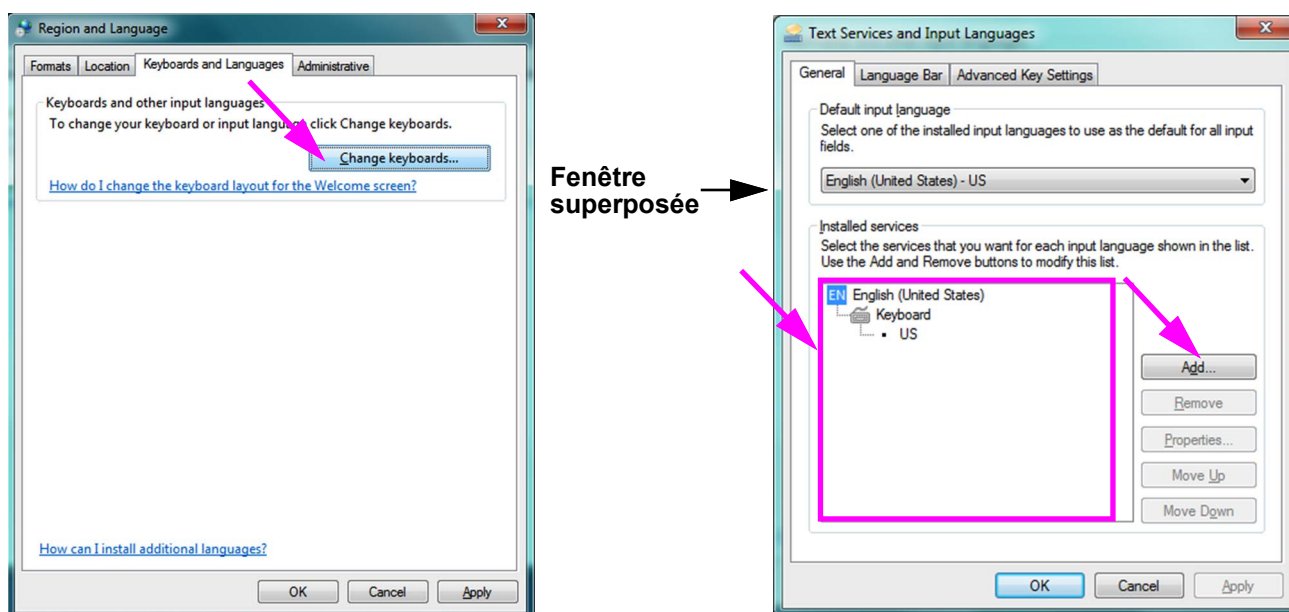 Region and Language
Formats Location Keyboards and Languages Administrative
Keyboards and other input languages
To change your keyboard or input language, click Change keyboards.
Change keyboards...
How do I change the keyboard layout for the Welcome screen?
How can I install additional languages?
OK Cancel Apply
Fenêtre
superposée
Text Services and Input Languages
General Language Bar Advanced Key Settings
Default input language
Select one of the installed input languages to use as the default for all input
fields.
English (United States) - US
Installed services
Select the services that you want for each input language shown in the list.
Use the Add and Remove buttons to modify this list.
EN English (United States)
Keyboard
US
Add...
Remove
Properties...
Move Up
Move Down
OK Cancel Apply